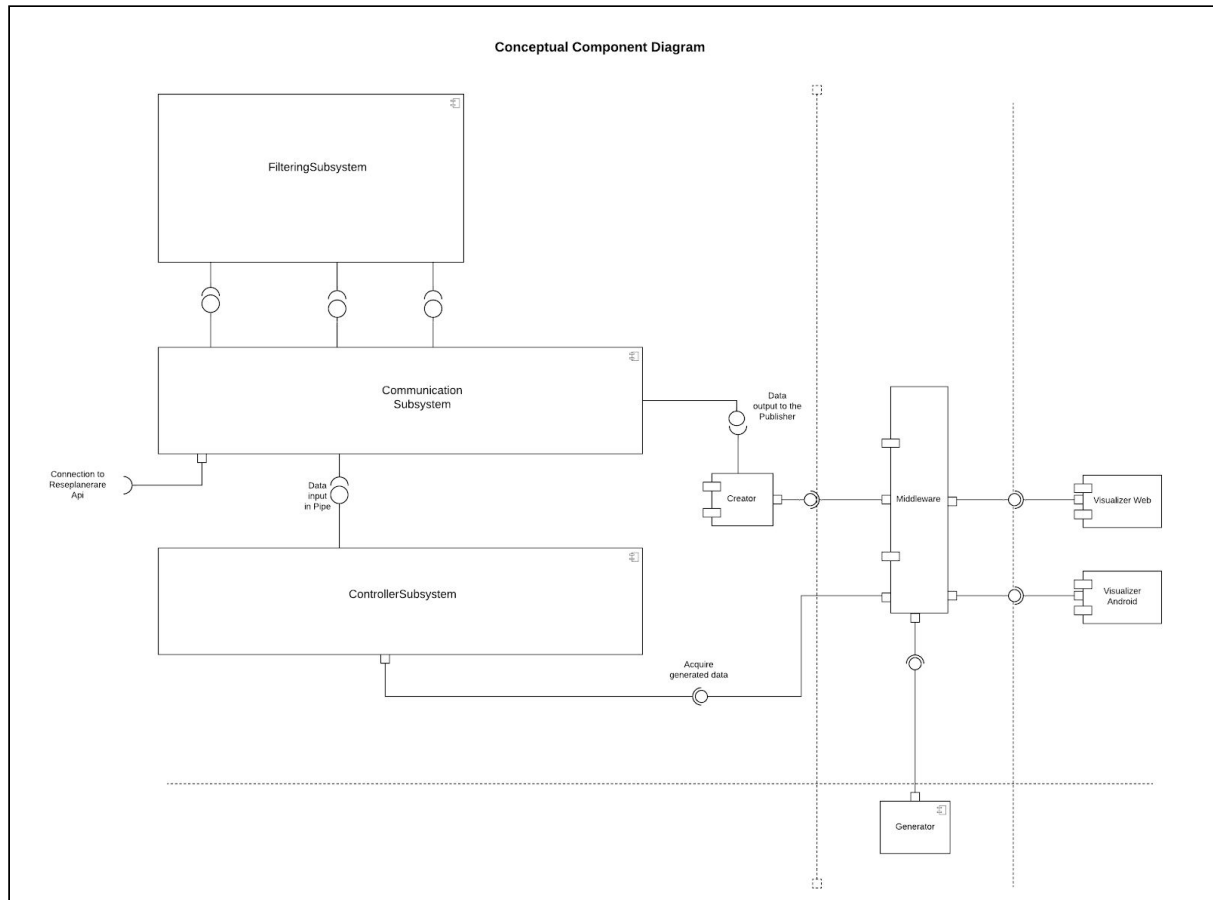 Conceptual Component Diagram
FilteringSubsystem
Communication
Subsystem
Data
output to the
Publisher
Connection to
Reseplanerare
Api
Data
input
in Pipe
Creator
Middleware
Visualizer Web
ControllerSubsystem
Visualizer
Android
Acquire
generated data
Generator